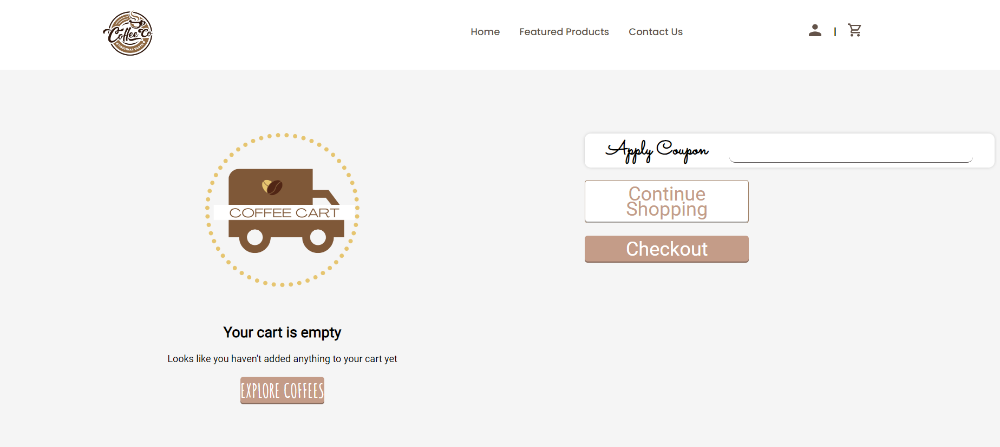 Coffee Co
ORIGINAL TASTE
Home Featured Products Contact Us
|
COFFEE CART
Your cart is empty
Looks like you haven't added anything to your cart yet
EXPLORE COFFEES
Apply Coupon
Continue
Shopping
Checkout